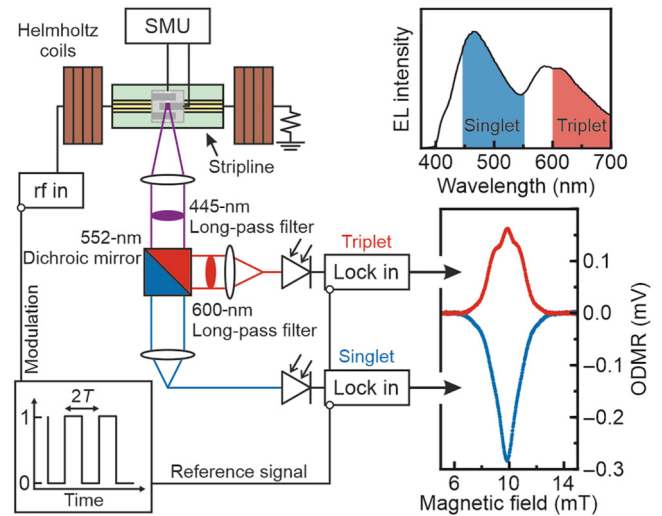 Helmholtz
coils
SMU
Stripline
rf in
445-nm
Long-pass filter
552-nm
Dichroic mirror
600-nm
Long-pass filter
Triplet
Lock in
Singlet
Lock in
Modulation
2T
1
0
Time
Reference signal
EL intensity
Singlet
Triplet
400
500
600
700
Wavelength (nm)
0.1
0.0
−0.1
−0.2
−0.3
ODMR (mV)
6
10
14
Magnetic field (mT)